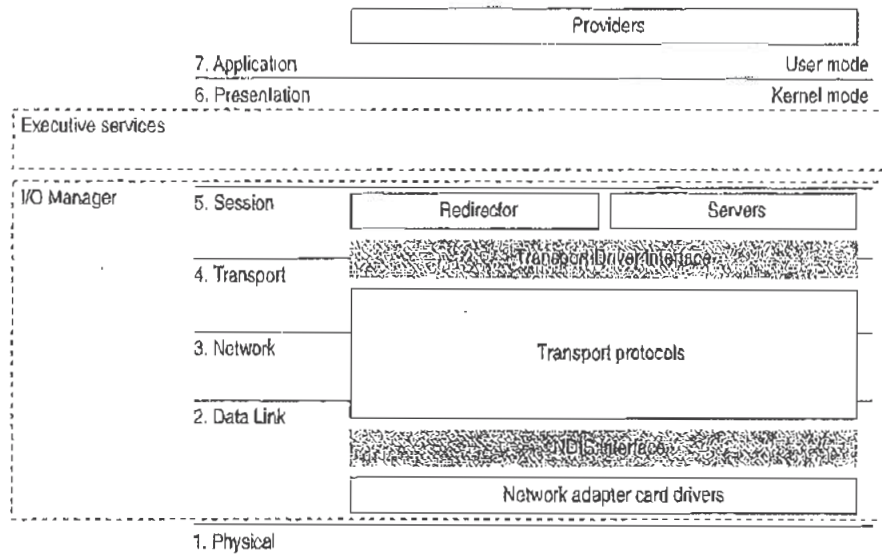 Providers
7. Application
User mode
6. Presentation
Kernel mode
Executive services
I/O Manager
5. Session
Redirector
Servers
Transport Driver Interface
4. Transport
3. Network
Transport protocols
2. Data Link
NDIS interface
Network adapter card drivers
1. Physical